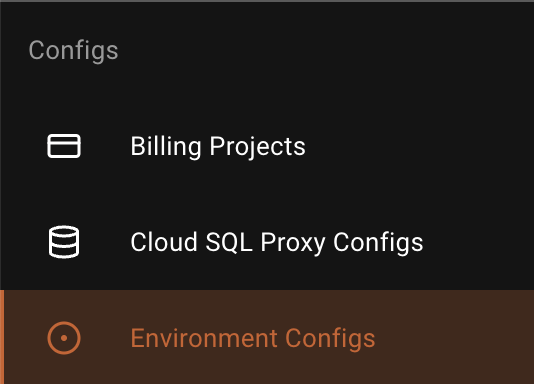 Configs
Billing Projects
Cloud SQL Proxy Configs
Environment Configs